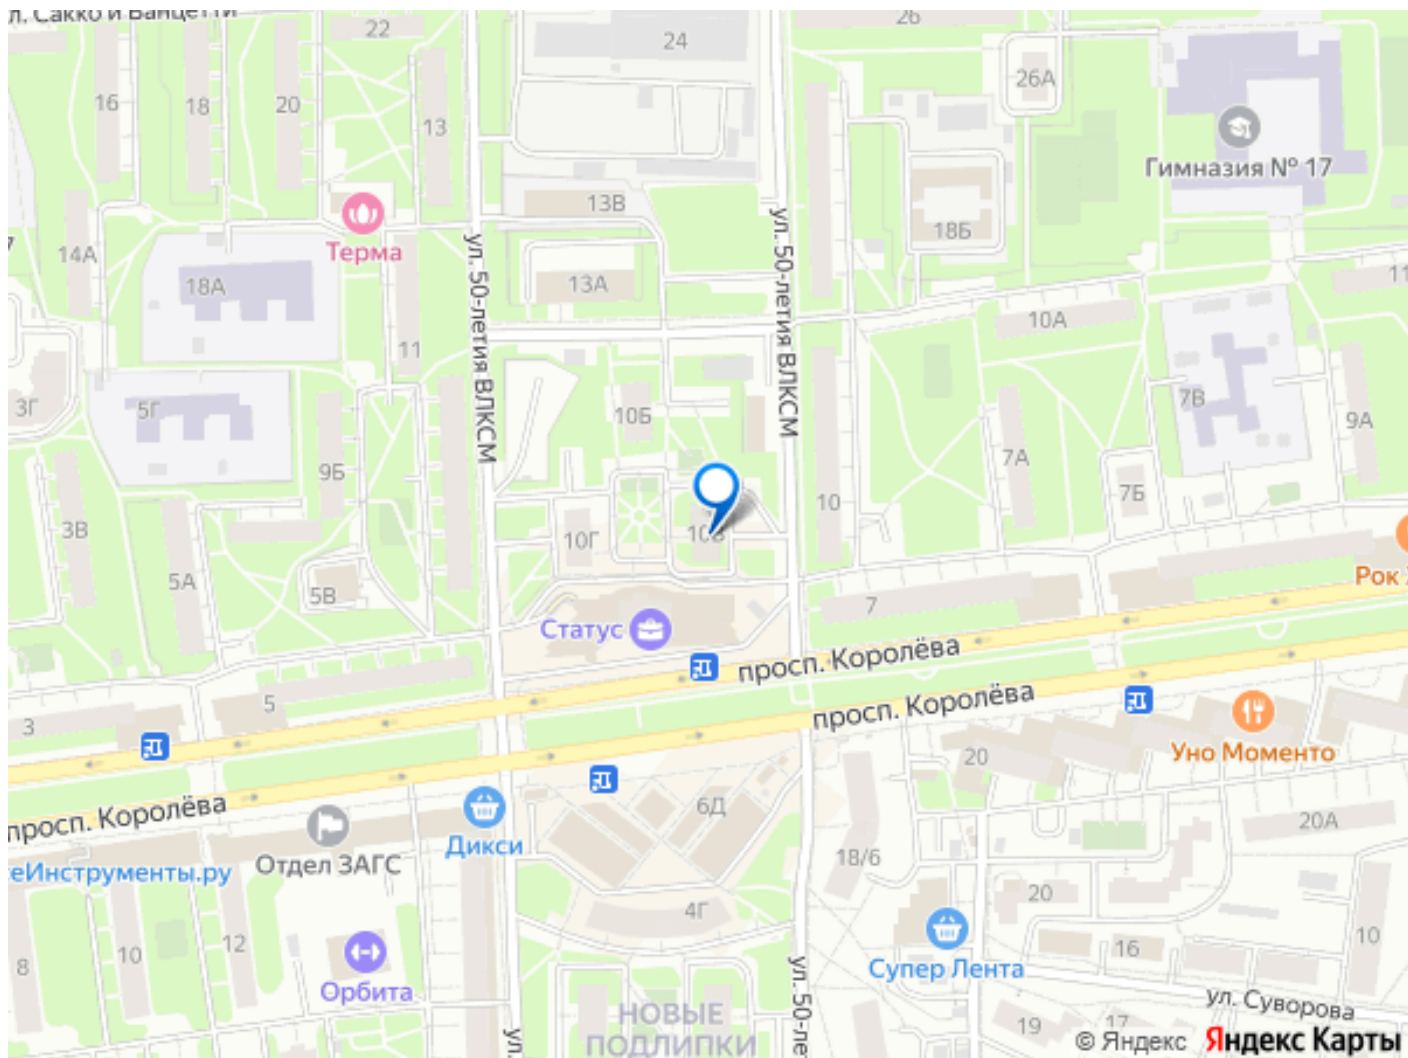 л. Сакко и Ванцетти
22
24
26
26А
16
18
20
13
Гимназия № 17
13В
14А
Терма
18Б
18А
13А
ул. 50-летия ВЛКСМ
ул. 50-летия ВЛКСМ
11
10А
11
3Г
5Г
10Б
7В
9А
9Б
7А
7Б
3В
10Г
10В
10
5А
5В
7
Рок
Статус
просп. Королёва
просп. Королёва
5
3
20
Уно Моменто
просп. Королёва
6Д
Дикси
Отдел ЗАГС
еИнструменты.ру
18/6
20А
4Г
20
8
10
12
Орбита
Супер Лента
16
10
ул. 50-ле
ул. Суворова
НОВЫЕ
ПОДЛИПКИ
ул.
19
17
© Яндекс
Яндекс Карты